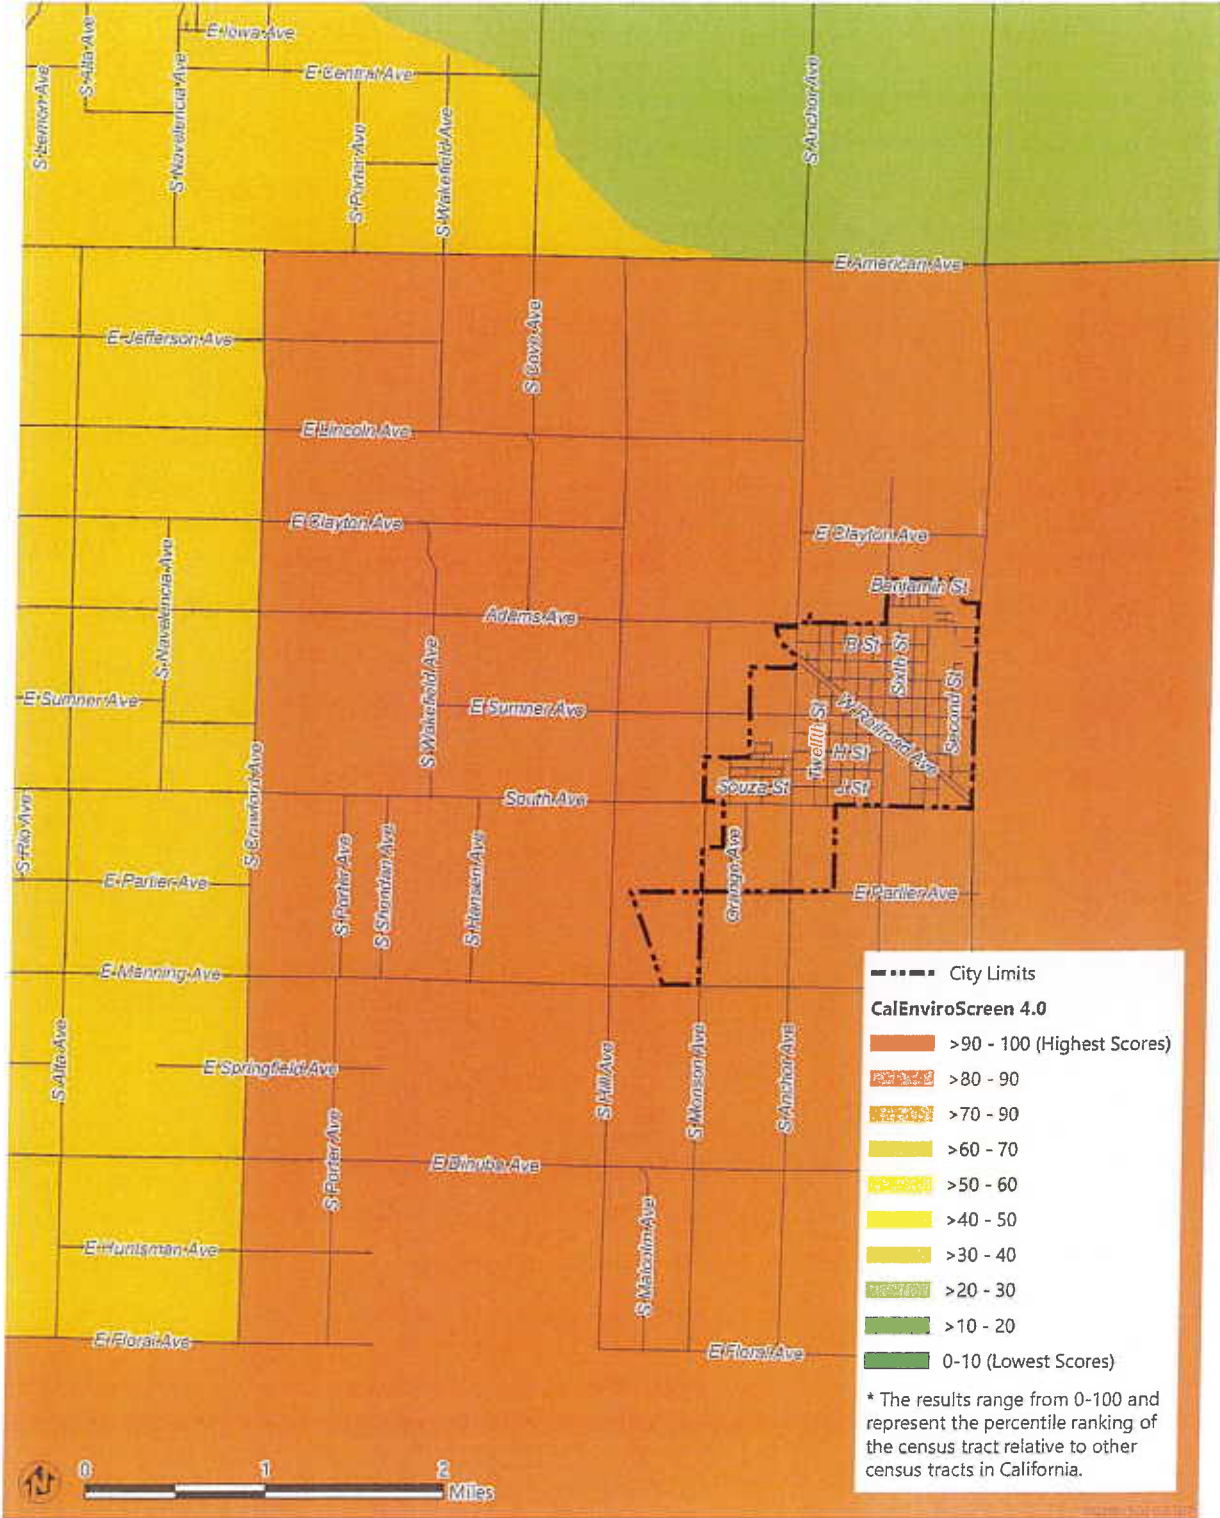 E Iowa Ave
S Alta Ave
E Central Ave
S Lemon Ave
S Navelencia Ave
S Porter Ave
S Wakefield Ave
S Anchor Ave
E American Ave
E Jefferson Ave
S Cove Ave
E Lincoln Ave
E Clayton Ave
E Clayton Ave
Benjamin St
S Navelencia Ave
Adams Ave
B St
Sixth St
S Wakefield Ave
E Sumner Ave
E Sumner Ave
Second St
Twelfth St
W Railroad Ave
H St
S Crawford Ave
Souza St
J St
South Ave
S Rio Ave
S Porter Ave
S Sheridan Ave
S Hansen Ave
Grange Ave
E Parlier Ave
E Parlier Ave
E Manning Ave
City Limits
CalEnviroScreen 4.0
>90 - 100 (Highest Scores)
>80 - 90
>70 - 90
>60 - 70
>50 - 60
>40 - 50
>30 - 40
>20 - 30
>10 - 20
0-10 (Lowest Scores)
* The results range from 0-100 and
represent the percentile ranking of
the census tract relative to other
census tracts in California.
S Alta Ave
E Springfield Ave
S Hill Ave
S Monson Ave
S Anchor Ave
S Porter Ave
E Dinuba Ave
S Malcolm Ave
E Huntsman Ave
E Floral Ave
E Floral Ave
N
0 1 2
Miles